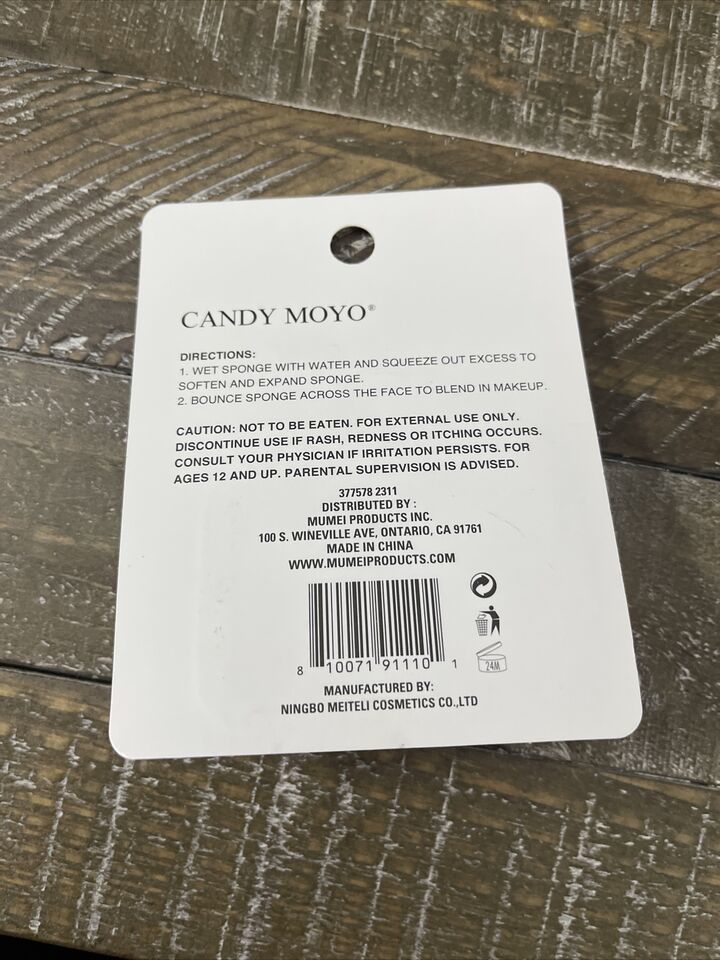 CANDY MOYO®
DIRECTIONS:
1. WET SPONGE WITH WATER AND SQUEEZE OUT EXCESS TO
SOFTEN AND EXPAND SPONGE.
2. BOUNCE SPONGE ACROSS THE FACE TO BLEND IN MAKEUP.
CAUTION: NOT TO BE EATEN. FOR EXTERNAL USE ONLY.
DISCONTINUE USE IF RASH, REDNESS OR ITCHING OCCURS.
CONSULT YOUR PHYSICIAN IF IRRITATION PERSISTS. FOR
AGES 12 AND UP. PARENTAL SUPERVISION IS ADVISED.
377578 2311
DISTRIBUTED BY :
MUMEI PRODUCTS INC.
100 S. WINEVILLE AVE, ONTARIO, CA 91761
MADE IN CHINA
WWW.MUMEIPRODUCTS.COM
8 10071 91110 1
24M
MANUFACTURED BY:
NINGBO MEITELI COSMETICS CO.,LTD